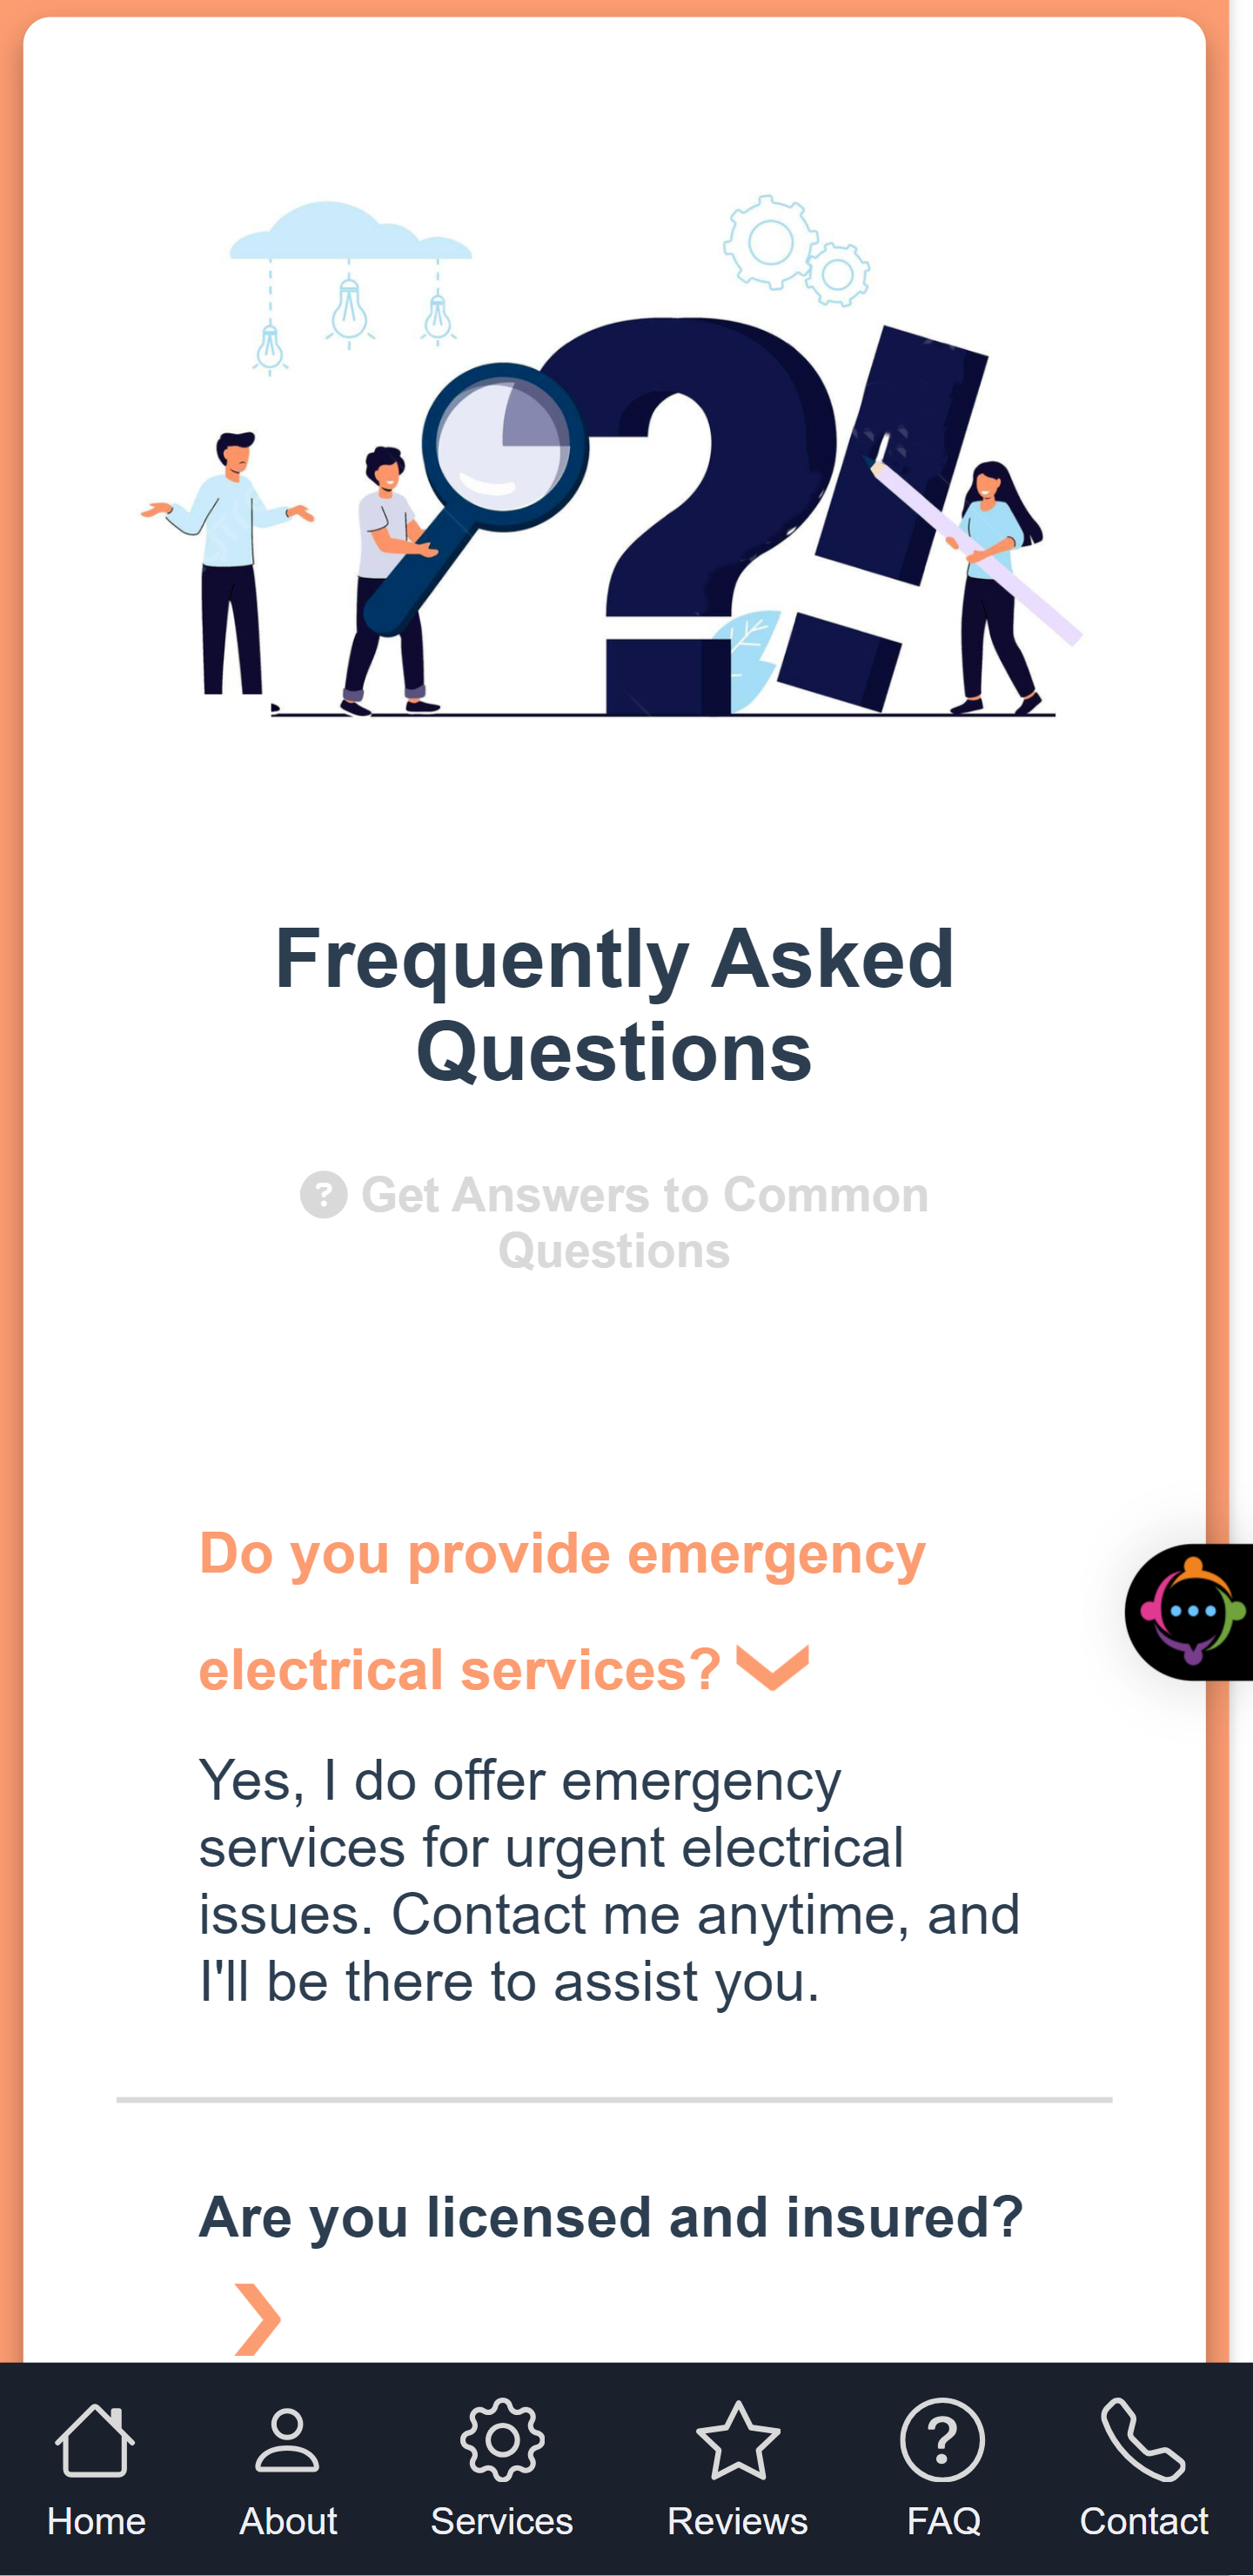 Frequently Asked
Questions
Get Answers to Common
Questions
Do you provide emergency
electrical services?
Yes, I do offer emergency
services for urgent electrical
issues. Contact me anytime, and
I'll be there to assist you.
Are you licensed and insured?
Home About Services Reviews FAQ Contact